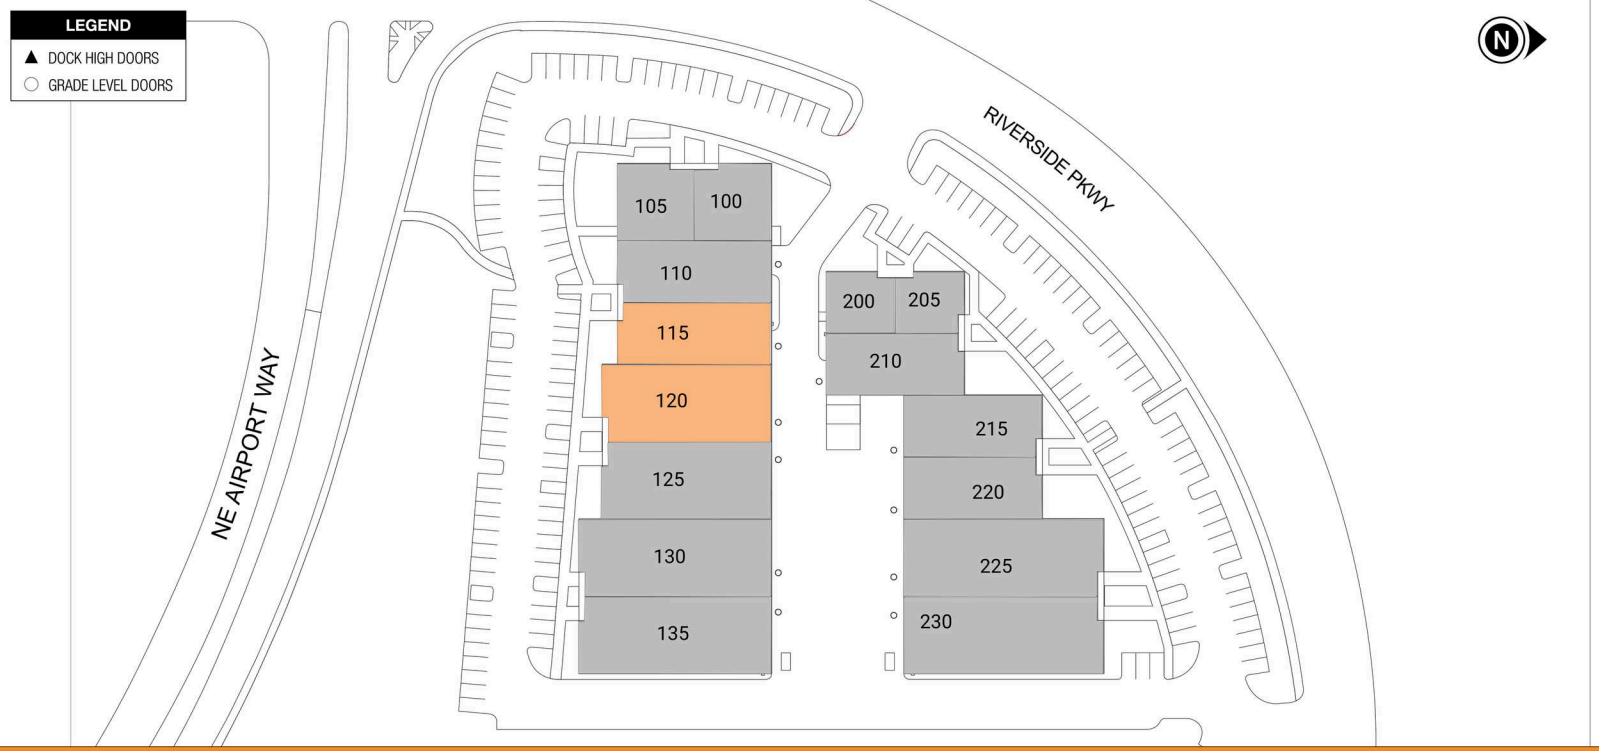 LEGEND
DOCK HIGH DOORS
GRADE LEVEL DOORS
N
RIVERSIDE PKWY
NE AIRPORT WAY
105
100
110
115
120
125
130
135
200
205
210
215
220
225
230